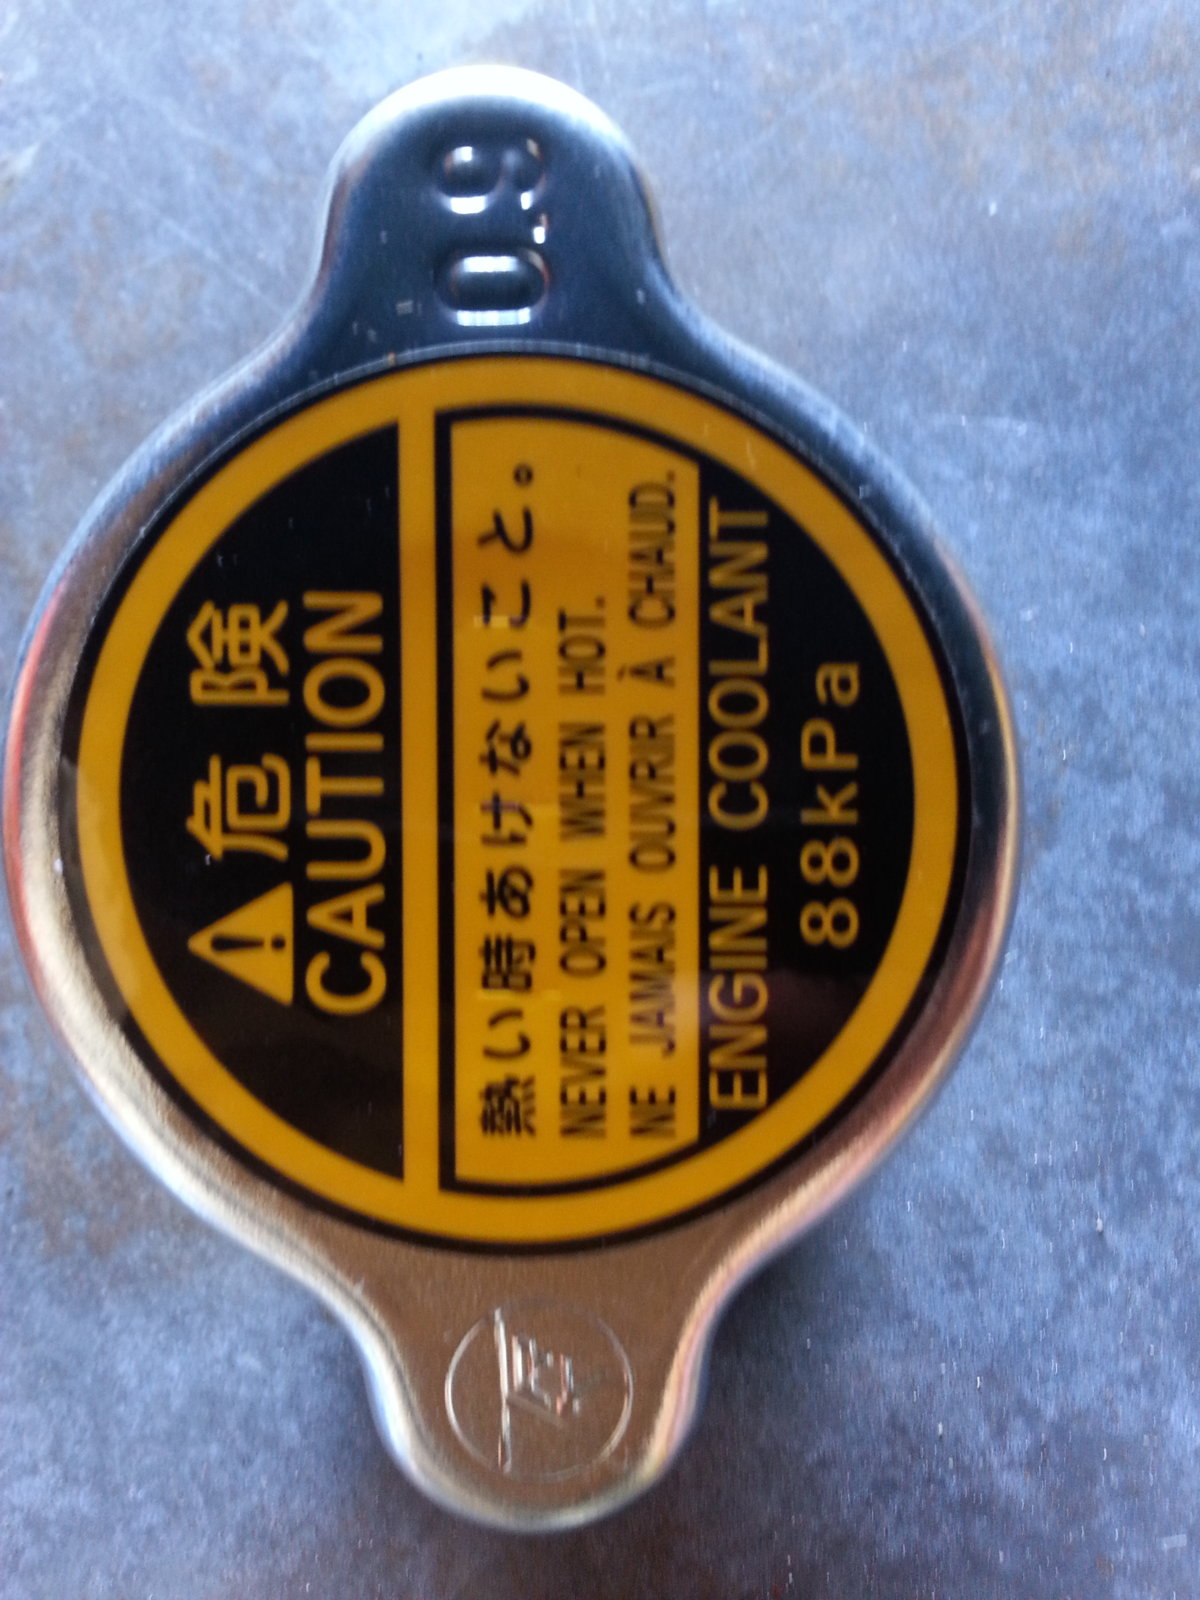 0.9
危険
CAUTION
熱い時あけないこと。
NEVER OPEN WHEN HOT.
NE JAMAIS OUVRIR À CHAUD.
ENGINE COOLANT
88kPa